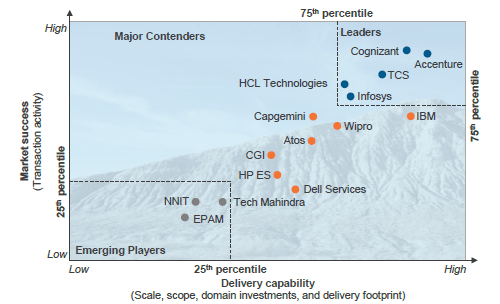 75th percentile
High
Major Contenders
Leaders
Cognizant
Accenture
TCS
HCL Technologies
Infosys
Capgemini
IBM
Wipro
Atos
CGI
HP ES
Dell Services
NNIT
Tech Mahindra
EPAM
Emerging Players
75th percentile
Market success
(Transaction activity)
25th percentile
Low
Low
25th percentile
High
Delivery capability
(Scale, scope, domain investments, and delivery footprint)